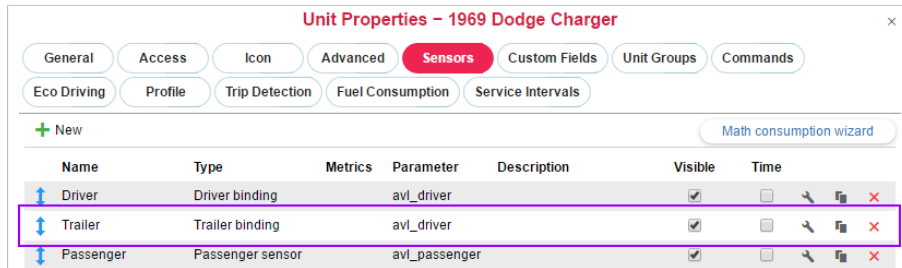 Unit Properties – 1969 Dodge Charger ×
General Access Icon Advanced Sensors Custom Fields Unit Groups Commands
Eco Driving Profile Trip Detection Fuel Consumption Service Intervals
New Math consumption wizard
Name Type Metrics Parameter Description Visible Time
Driver Driver binding avl_driver
Trailer Trailer binding avl_driver
Passenger Passenger sensor avl_passenger